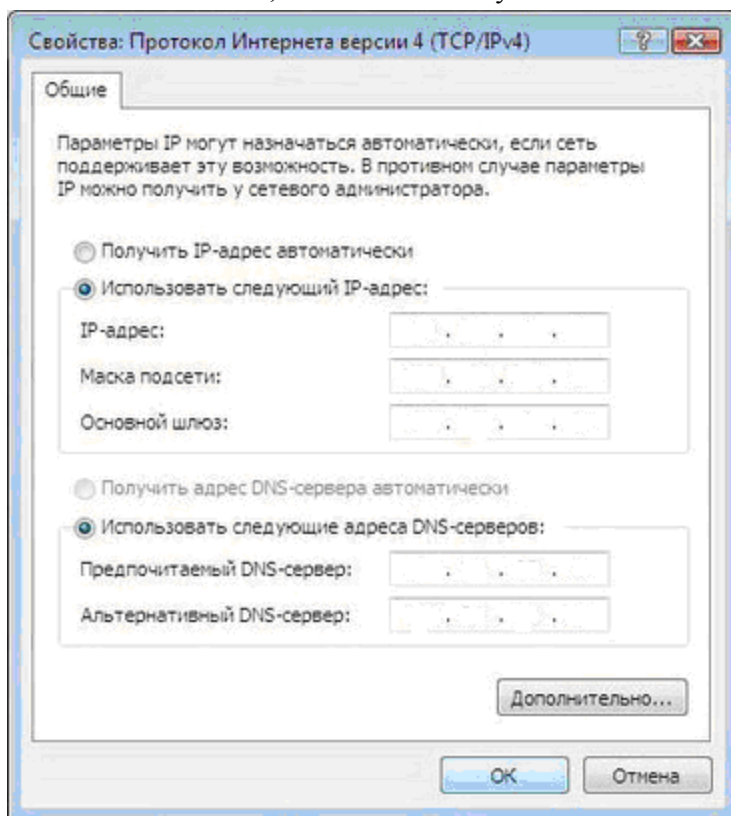 Свойства: Протокол Интернета версии 4 (TCP/IPv4)
Общие
Параметры IP могут назначаться автоматически, если сеть
поддерживает эту возможность. В противном случае параметры
IP можно получить у сетевого администратора.
Получить IP-адрес автоматически
Использовать следующий IP-адрес:
IP-адрес:
Маска подсети:
Основной шлюз:
Получить адрес DNS-сервера автоматически
Использовать следующие адреса DNS-серверов:
Предпочитаемый DNS-сервер:
Альтернативный DNS-сервер:
Дополнительно...
ОК
Отмена